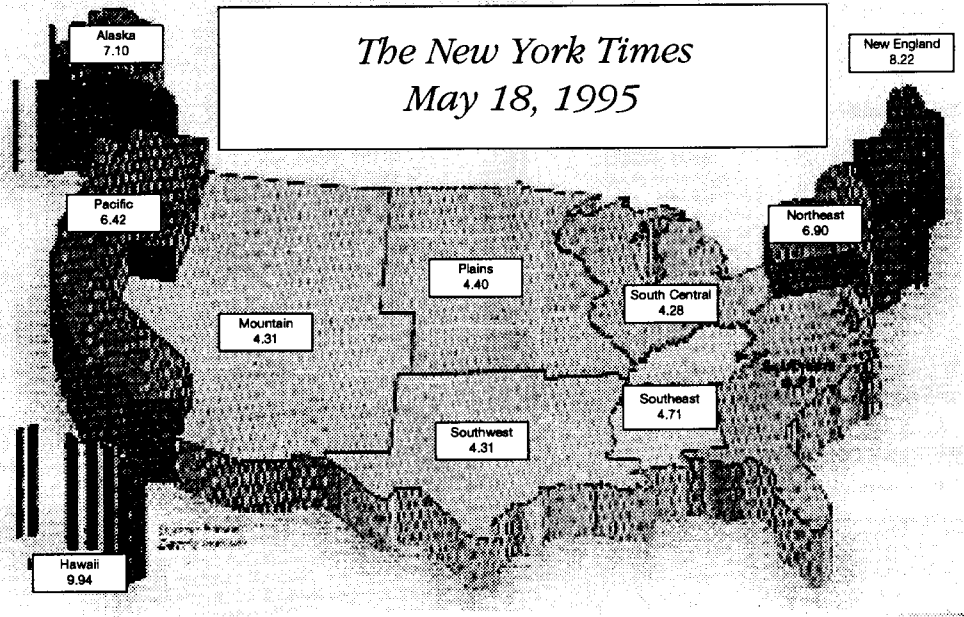 The New York Times
May 18, 1995
Alaska
7.10
New England
8.22
Pacific
6.42
Northeast
6.90
Plains
4.40
South Central
4.28
Mountain
4.31
Southeast
4.71
Southwest
4.31
Hawaii
9.94